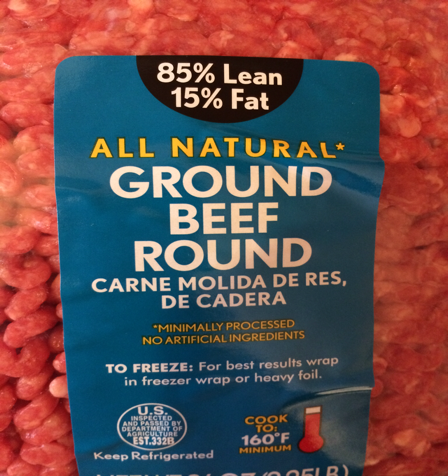 85% Lean
15% Fat
ALL NATURAL*
GROUND
BEEF
ROUND
CARNE MOLIDA DE RES,
DE CADERA
*MINIMALLY PROCESSED
NO ARTIFICIAL INGREDIENTS
TO FREEZE: For best results wrap
in freezer wrap or heavy foil.
U.S.
INSPECTED
AND PASSED BY
DEPARTMENT OF
AGRICULTURE
EST.332B
Keep Refrigerated
COOK
TO:
160°F
MINIMUM